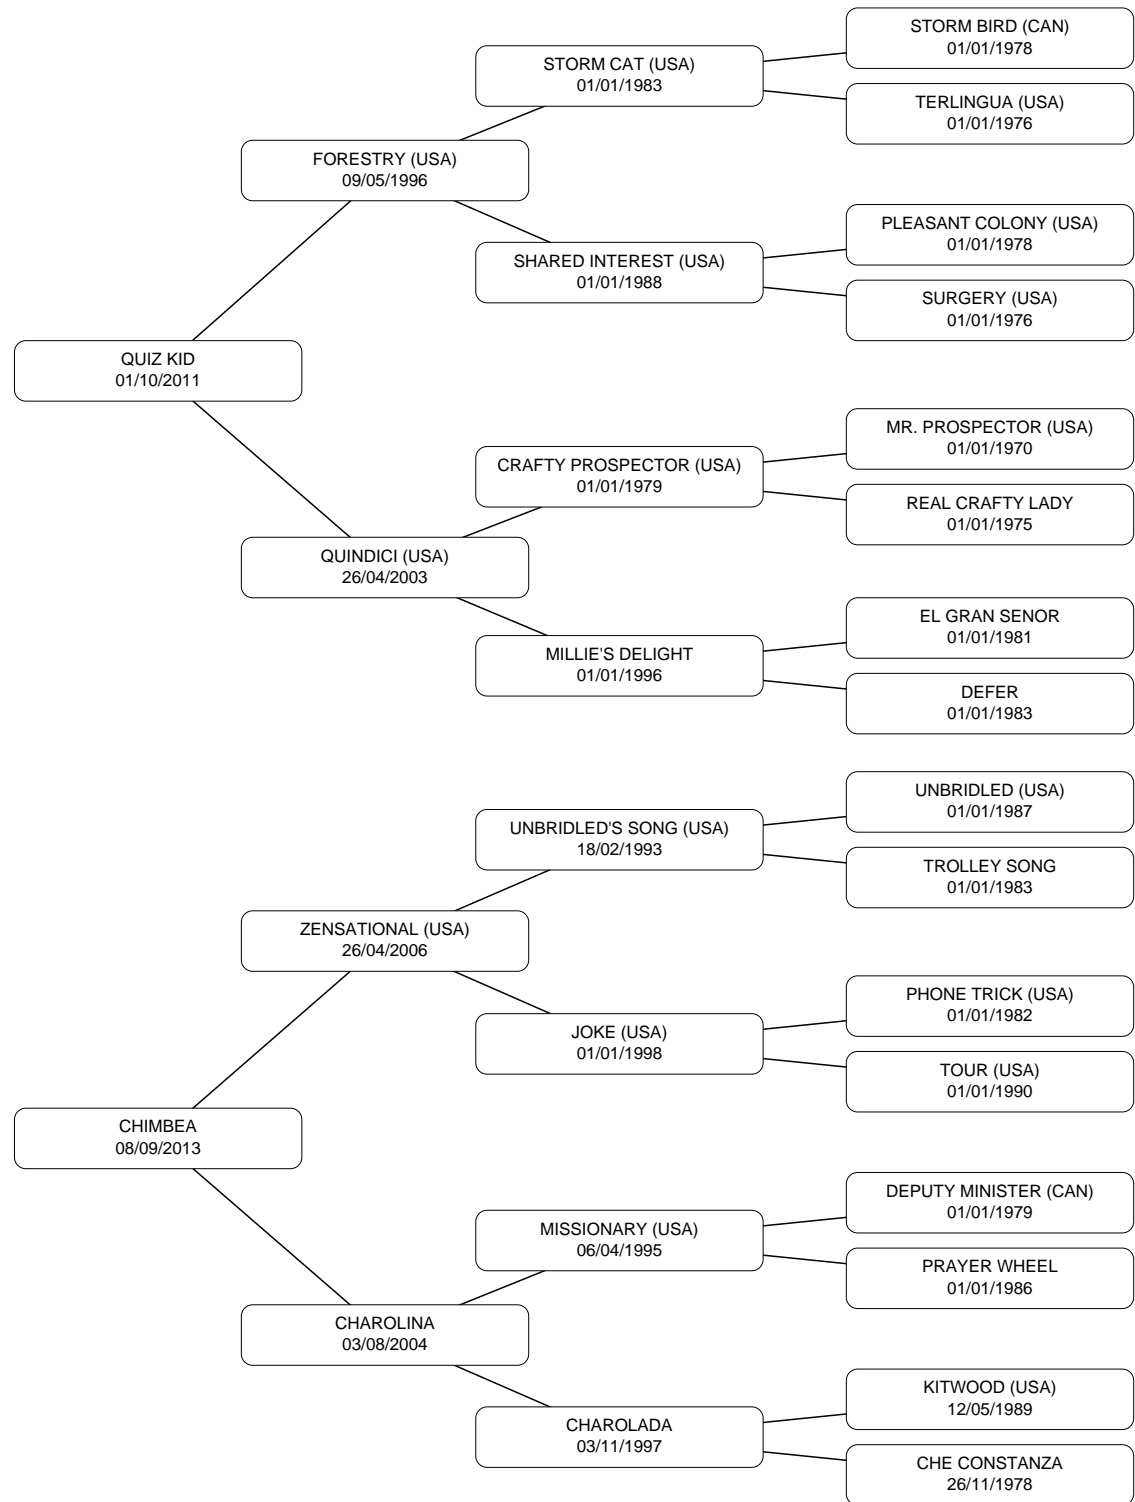 STORM BIRD (CAN)
01/01/1978
STORM CAT (USA)
01/01/1983
TERLINGUA (USA)
01/01/1976
FORESTRY (USA)
09/05/1996
PLEASANT COLONY (USA)
01/01/1978
SHARED INTEREST (USA)
01/01/1988
SURGERY (USA)
01/01/1976
QUIZ KID
01/10/2011
MR. PROSPECTOR (USA)
01/01/1970
CRAFTY PROSPECTOR (USA)
01/01/1979
REAL CRAFTY LADY
01/01/1975
QUINDICI (USA)
26/04/2003
EL GRAN SENOR
01/01/1981
MILLIE'S DELIGHT
01/01/1996
DEFER
01/01/1983
UNBRIDLED (USA)
01/01/1987
UNBRIDLED'S SONG (USA)
18/02/1993
TROLLEY SONG
01/01/1983
ZENSATIONAL (USA)
26/04/2006
PHONE TRICK (USA)
01/01/1982
JOKE (USA)
01/01/1998
TOUR (USA)
01/01/1990
CHIMBEA
08/09/2013
DEPUTY MINISTER (CAN)
01/01/1979
MISSIONARY (USA)
06/04/1995
PRAYER WHEEL
01/01/1986
CHAROLINA
03/08/2004
KITWOOD (USA)
12/05/1989
CHAROLADA
03/11/1997
CHE CONSTANZA
26/11/1978